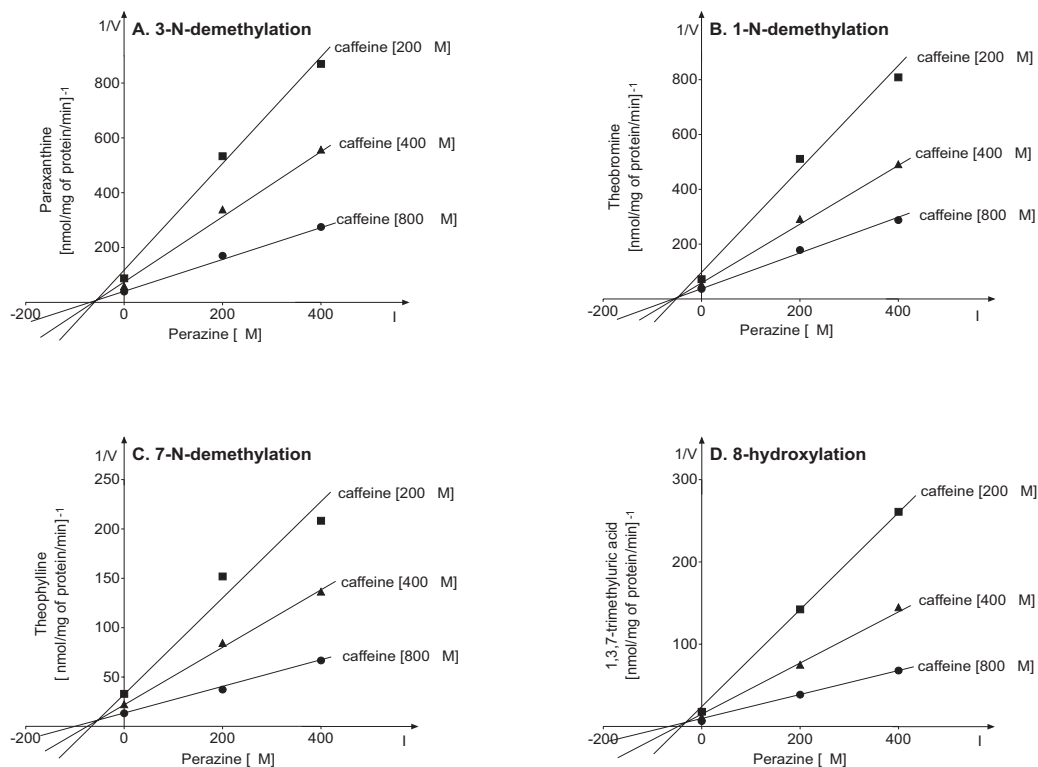 A. 3-N-demethylation
1/V
Paraxanthine
[nmol/mg of protein/min]-1
800
600
400
200
caffeine [200 M]
caffeine [400 M]
caffeine [800 M]
-200
0
200
400
I
Perazine [ M]
B. 1-N-demethylation
1/V
Theobromine
[nmol/mg of protein/min]-1
800
600
400
200
caffeine [200 M]
caffeine [400 M]
caffeine [800 M]
-200
0
200
400
I
Perazine [ M]
C. 7-N-demethylation
1/V
Theophylline
[ nmol/mg of protein/min]-1
250
200
150
100
50
caffeine [200 M]
caffeine [400 M]
caffeine [800 M]
-200
0
200
400
I
Perazine [ M]
D. 8-hydroxylation
1/V
1,3,7-trimethyluric acid
[nmol/mg of protein/min]-1
300
200
100
caffeine [200 M]
caffeine [400 M]
caffeine [800 M]
-200
0
200
400
I
Perazine [ M]